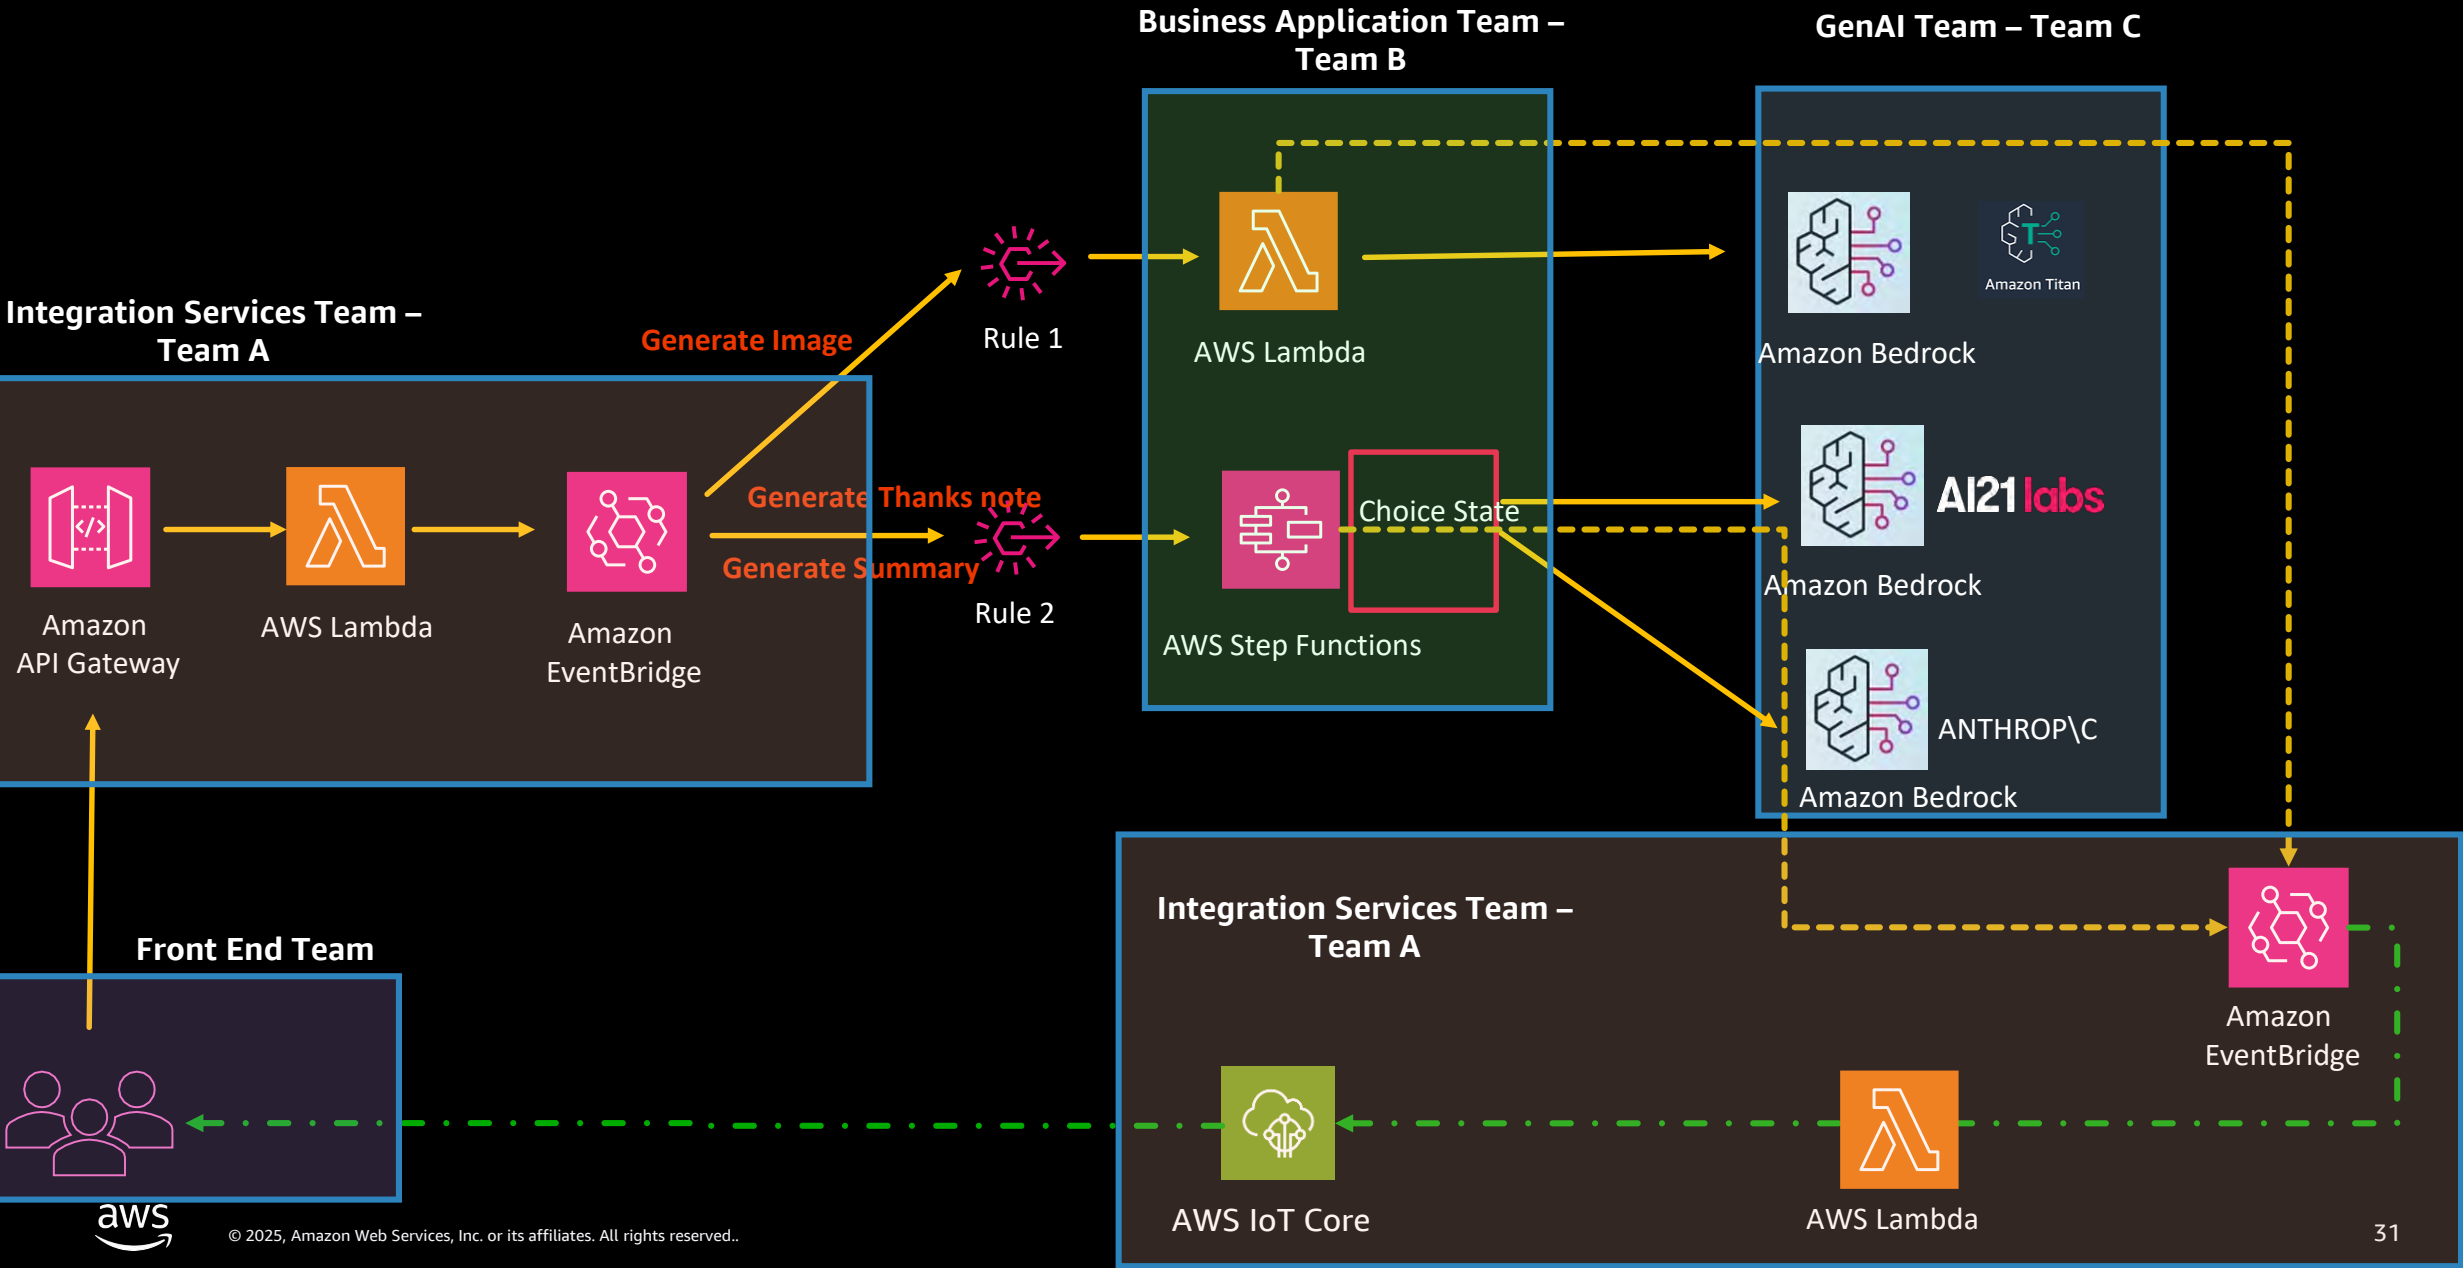 Business Application Team –
Team B
GenAI Team – Team C
Integration Services Team –
Team A
Generate Image
Rule 1
AWS Lambda
Amazon Bedrock
T
Amazon Titan
Generate Thanks note
Generate Summary
Rule 2
Choice State
AWS Step Functions
AI21labs
Amazon Bedrock
ANTHROP\C
Amazon Bedrock
</>
Amazon
API Gateway
AWS Lambda
Amazon
EventBridge
Front End Team
Integration Services Team –
Team A
Amazon
EventBridge
AWS IoT Core
AWS Lambda
aws
© 2025, Amazon Web Services, Inc. or its affiliates. All rights reserved..
31